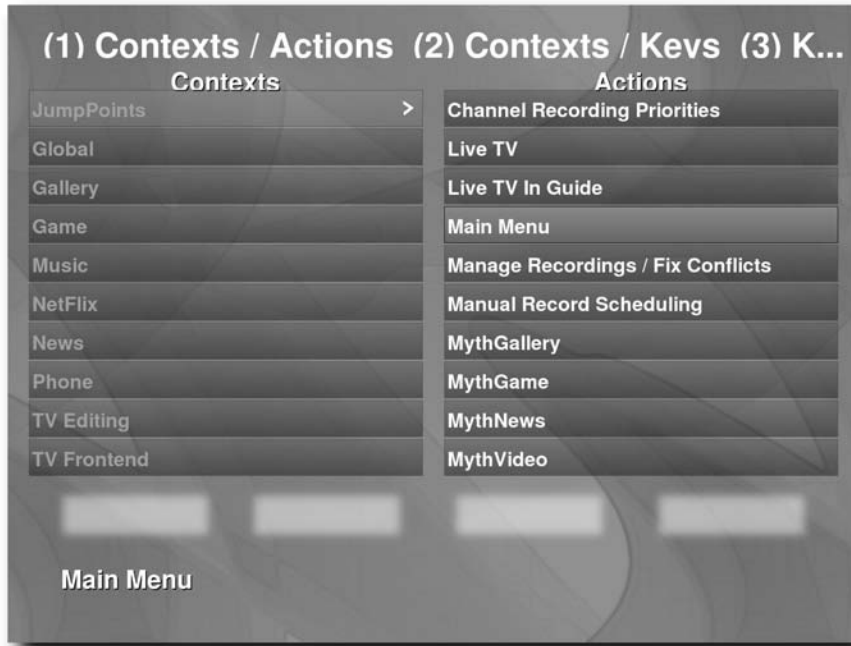 (1) Contexts / Actions (2) Contexts / Keys (3) K...
Contexts
Actions
JumpPoints >
Global
Gallery
Game
Music
NetFlix
News
Phone
TV Editing
TV Frontend
Channel Recording Priorities
Live TV
Live TV In Guide
Main Menu
Manage Recordings / Fix Conflicts
Manual Record Scheduling
MythGallery
MythGame
MythNews
MythVideo
Main Menu